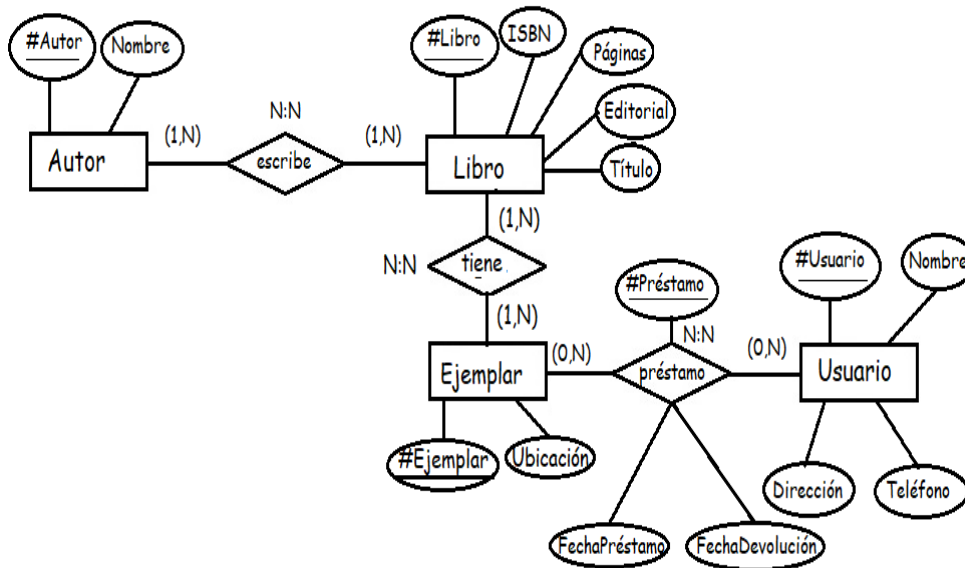 #Autor
Nombre
#Libro
ISBN
Páginas
Editorial
Título
N:N
(1,N)
(1,N)
Autor
escribe
Libro
(1,N)
N:N
tiene
(1,N)
#Préstamo
#Usuario
Nombre
N:N
(0,N)
(0,N)
Ejemplar
préstamo
Usuario
#Ejemplar
Ubicación
Dirección
Teléfono
FechaPréstamo
FechaDevolución